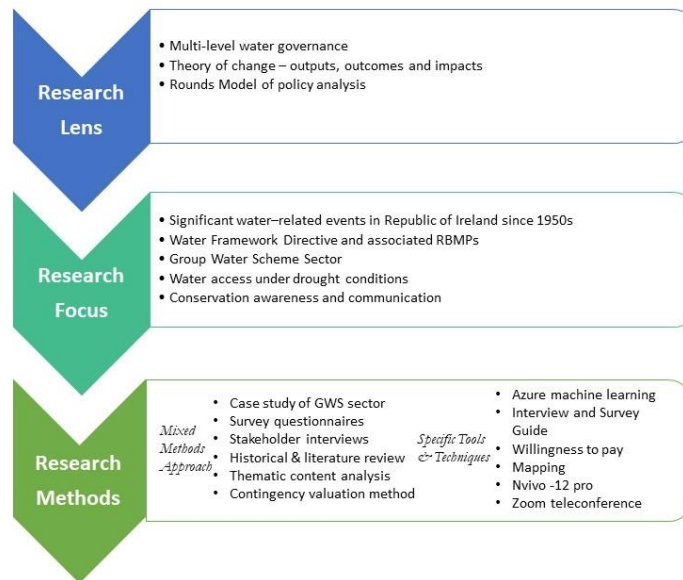 Research
Lens
• Multi-level water governance
• Theory of change – outputs, outcomes and impacts
• Rounds Model of policy analysis
Research
Focus
• Significant water–related events in Republic of Ireland since 1950s
• Water Framework Directive and associated RBMPs
• Group Water Scheme Sector
• Water access under drought conditions
• Conservation awareness and communication
Research
Methods
Mixed
Methods
Approach
• Case study of GWS sector
• Survey questionnaires
• Stakeholder interviews
• Historical & literature review
• Thematic content analysis
• Contingency valuation method
Specific Tools
& Techniques
• Azure machine learning
• Interview and Survey
Guide
• Willingness to pay
• Mapping
• Nvivo -12 pro
• Zoom teleconference